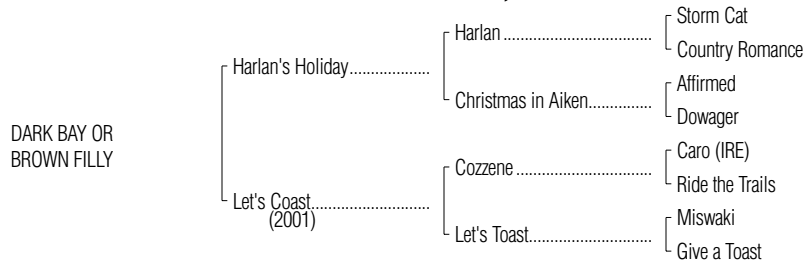 Storm Cat
Harlan ....................................
Country Romance
Harlan's Holiday...................
Affirmed
Christmas in Aiken...............
Dowager
DARK BAY OR
BROWN FILLY
Caro (IRE)
Cozzene .................................
Ride the Trails
Let's Coast............................
(2001)
Miswaki
Let's Toast.............................
Give a Toast